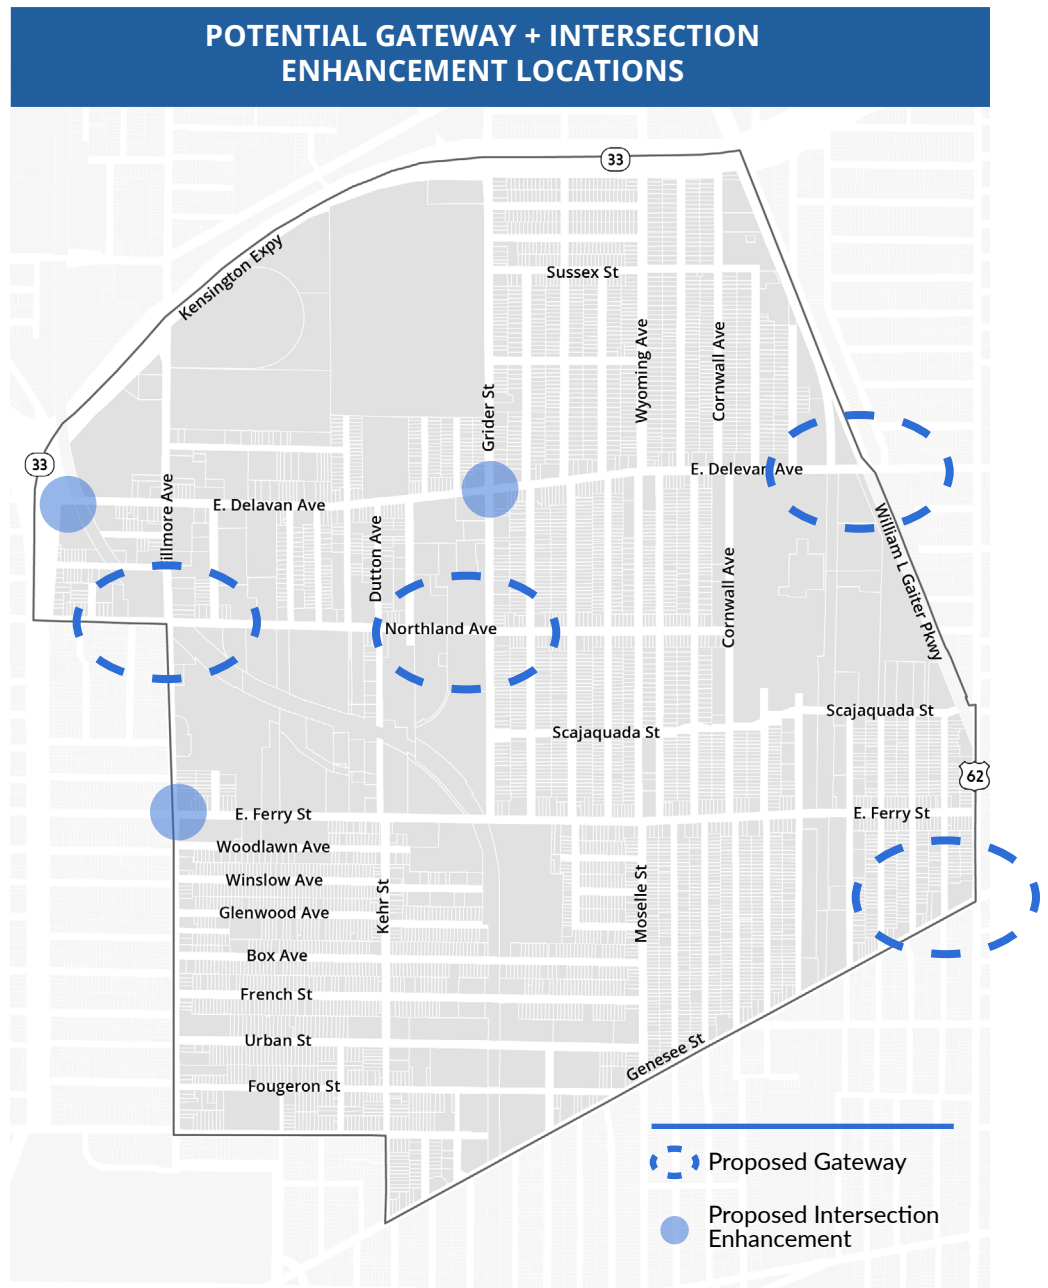 POTENTIAL GATEWAY + INTERSECTION
ENHANCEMENT LOCATIONS
33
Kensington Expy
Sussex St
Wyoming Ave
Cornwall Ave
Grider St
33
E. Delevan Ave
illmore Ave
E. Delavan Ave
Dutton Ave
William L Gaiter Pkwy
Cornwall Ave
Northland Ave
Scajaquada St
Scajaquada St
62
E. Ferry St
E. Ferry St
Woodlawn Ave
Winslow Ave
Kehr St
Moselle St
Glenwood Ave
Box Ave
French St
Urban St
Genesee St
Fougeron St
Proposed Gateway
Proposed Intersection
Enhancement